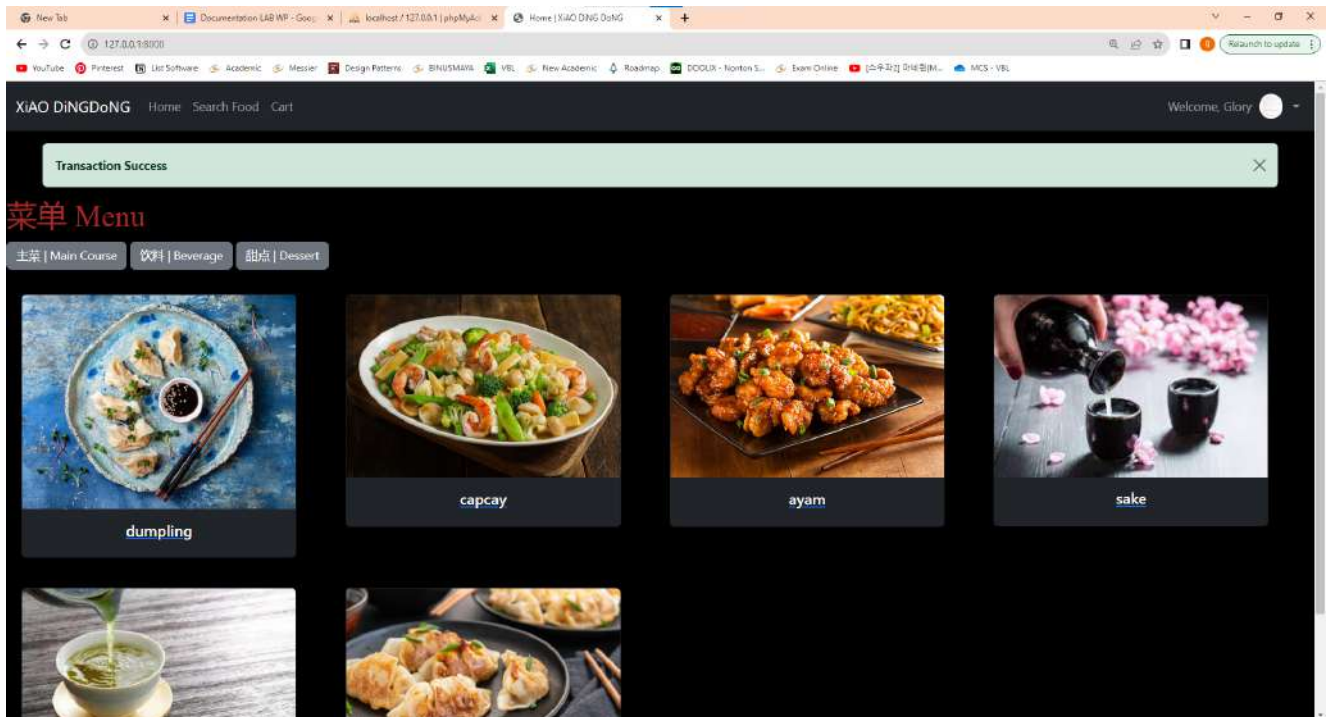 New Tab
Documentation LAB WP - Goog
localhost / 127.0.0.1 | phpMyAd
Home | XiAO DiNG DoNG
127.0.0.1:8000
Relaunch to update
YouTube
Pinterest
List Software
Academic
Messier
Design Patterns
BINUSMAYA
VBL
New Academic
Roadmap
DOOLIX - Nonton S...
Exam Online
MCS - VBL
XiAO DiNGDoNG
Home
Search Food
Cart
Welcome, Glory
Transaction Success
菜单 Menu
主菜 | Main Course
饮料 | Beverage
甜点 | Dessert
dumpling
capcay
ayam
sake